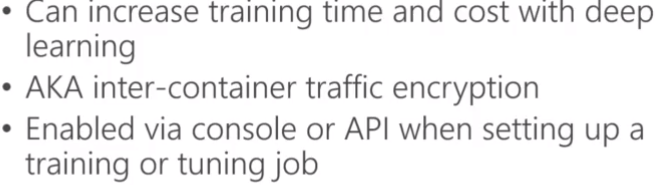 • Can increase training time and cost with deep
learning
• AKA inter-container traffic encryption
• Enabled via console or API when setting up a
training or tuning job